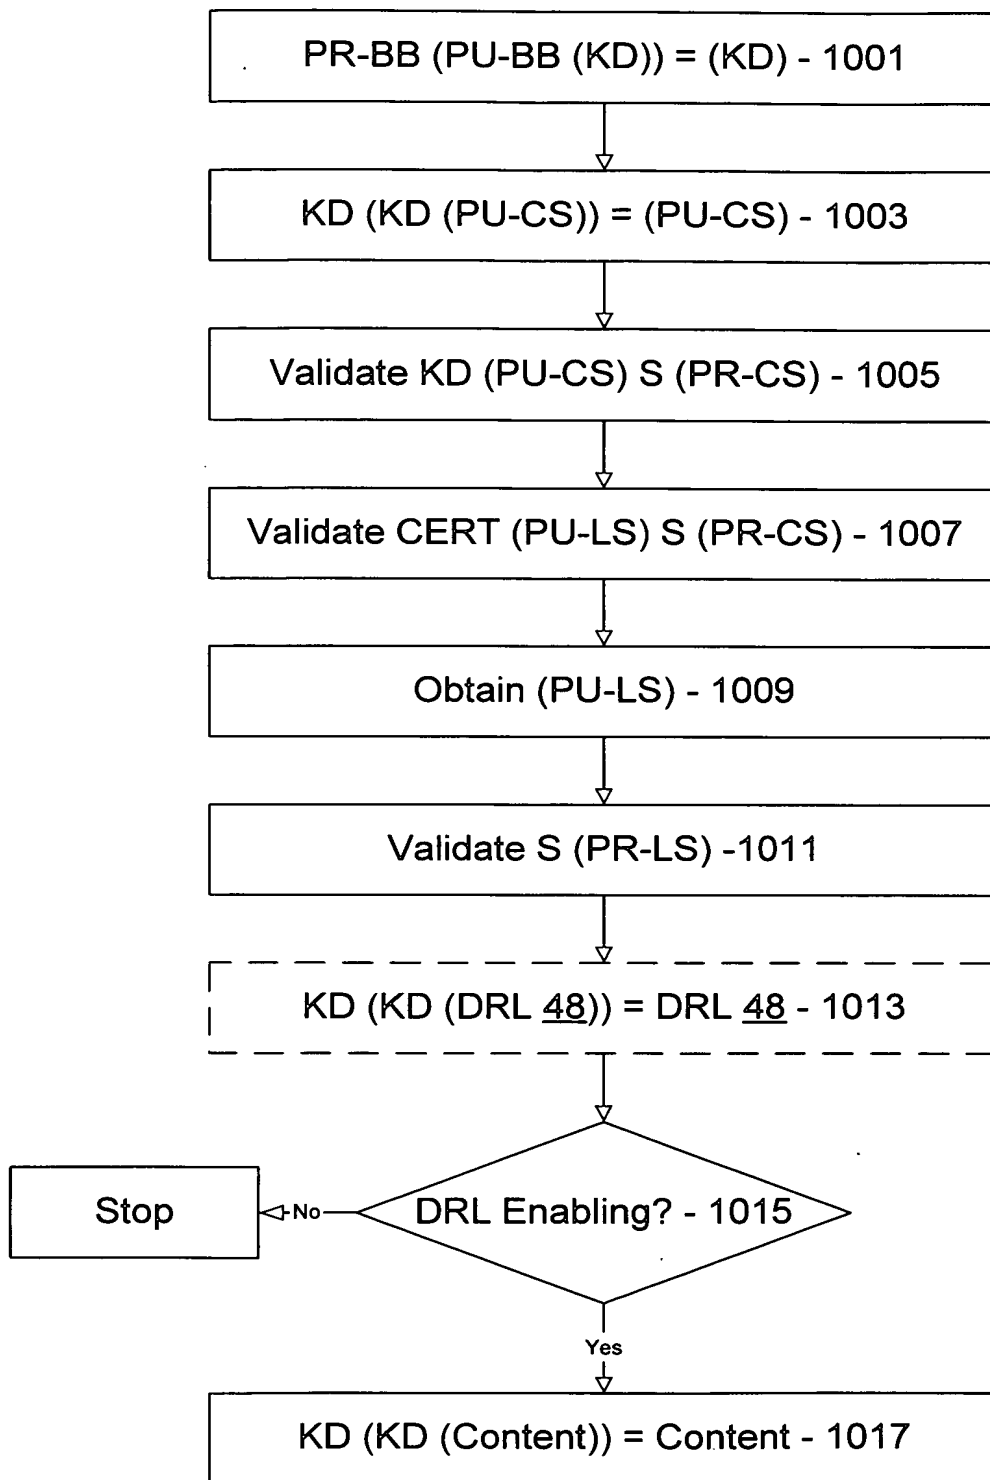 PR-BB (PU-BB (KD)) = (KD) - 1001
KD (KD (PU-CS)) = (PU-CS) - 1003
Validate KD (PU-CS) S (PR-CS) - 1005
Validate CERT (PU-LS) S (PR-CS) - 1007
Obtain (PU-LS) - 1009
Validate S (PR-LS) -1011
KD (KD (DRL 48)) = DRL 48 - 1013
DRL Enabling? - 1015
No
Stop
Yes
KD (KD (Content)) = Content - 1017